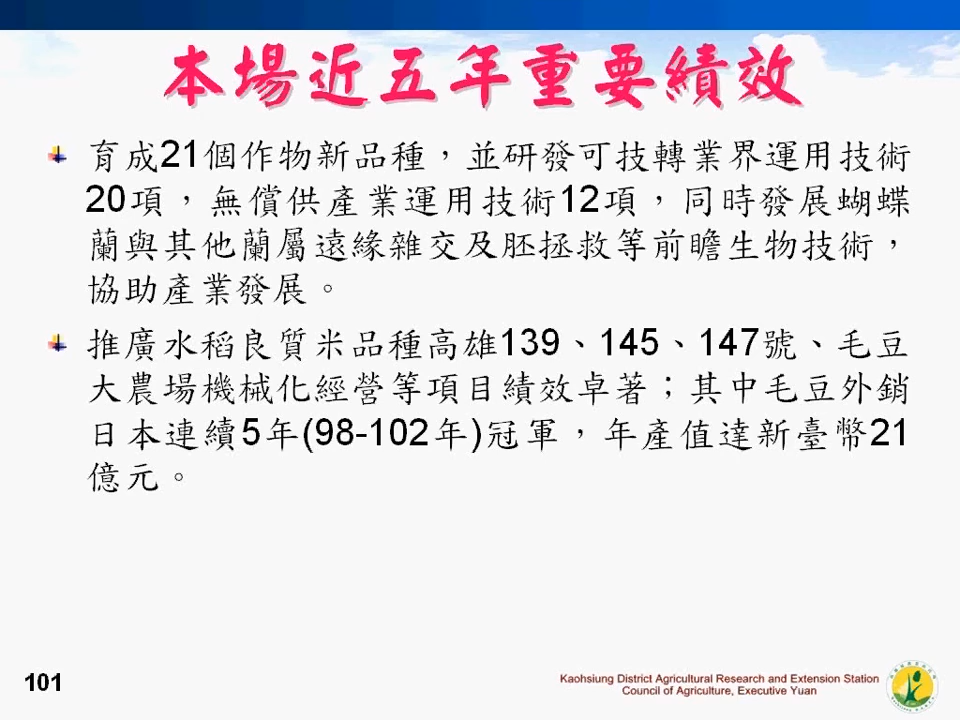 本場近五年重要績效
育成21個作物新品種，並研發可技轉業界運用技術
20項，無償供產業運用技術12項，同時發展蝴蝶
蘭與其他蘭屬遠緣雜交及胚拯救等前瞻生物技術，
協助產業發展。
推廣水稻良質米品種高雄139、145、147號、毛豆
大農場機械化經營等項目績效卓著；其中毛豆外銷
日本連續5年(98-102年)冠軍，年產值達新臺幣21
億元。
101
Kaohsiung District Agricultural Research and Extension Station
Council of Agriculture, Executive Yuan